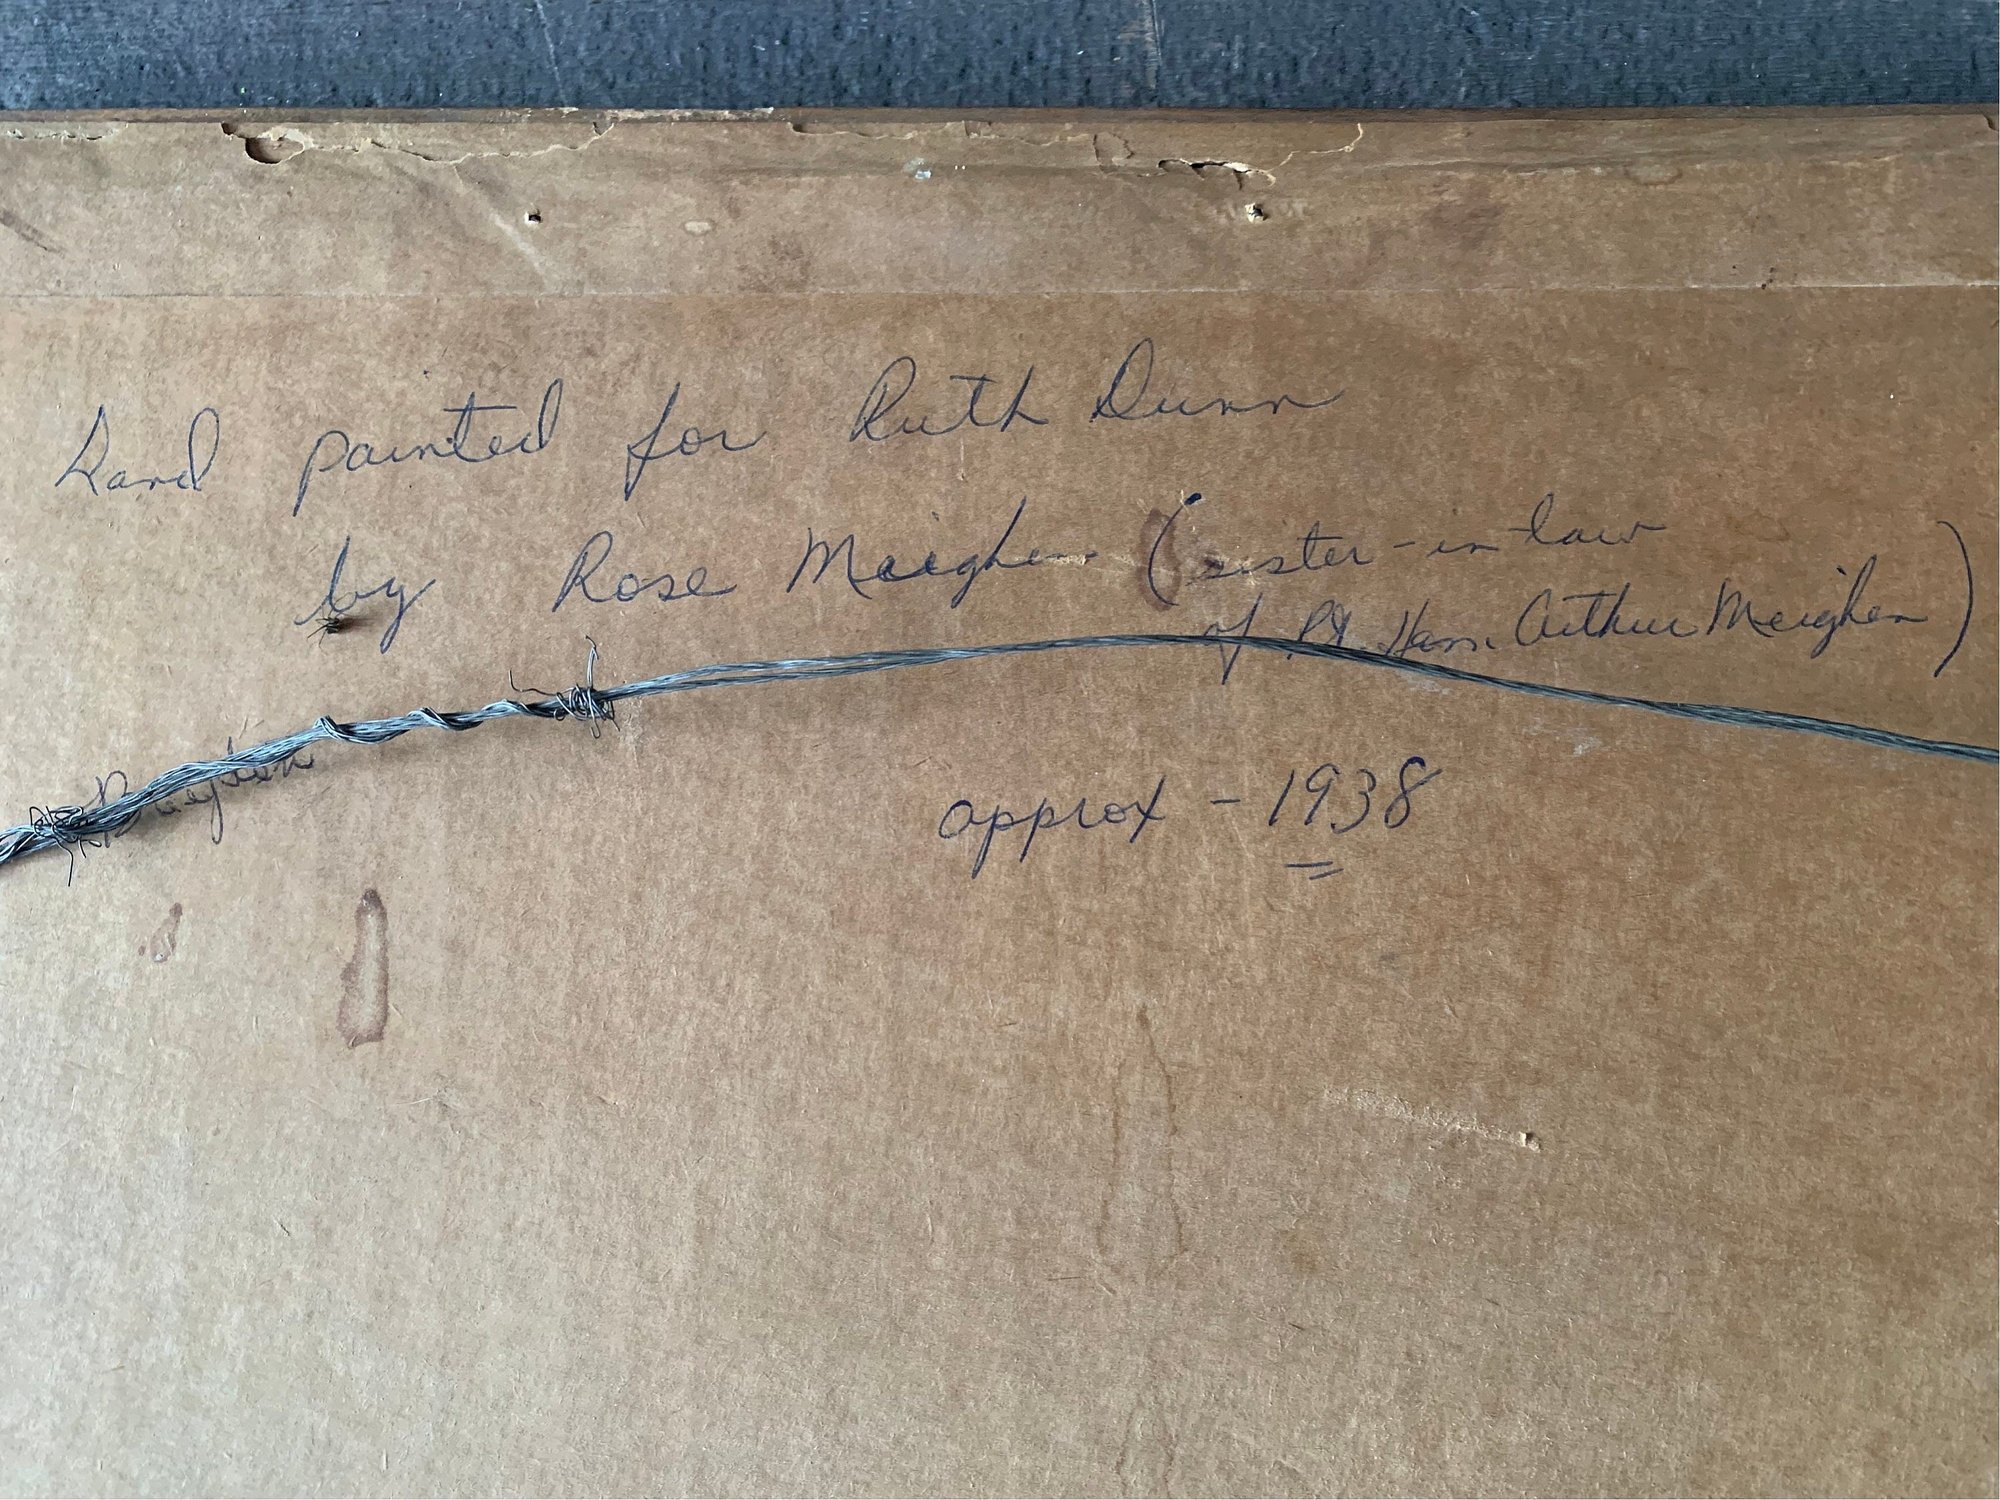 Hand painted for Ruth Dunn
by Rose Meighen (sister-in-law
of Rt. Hon. Arthur Meighen)
approx - 1938